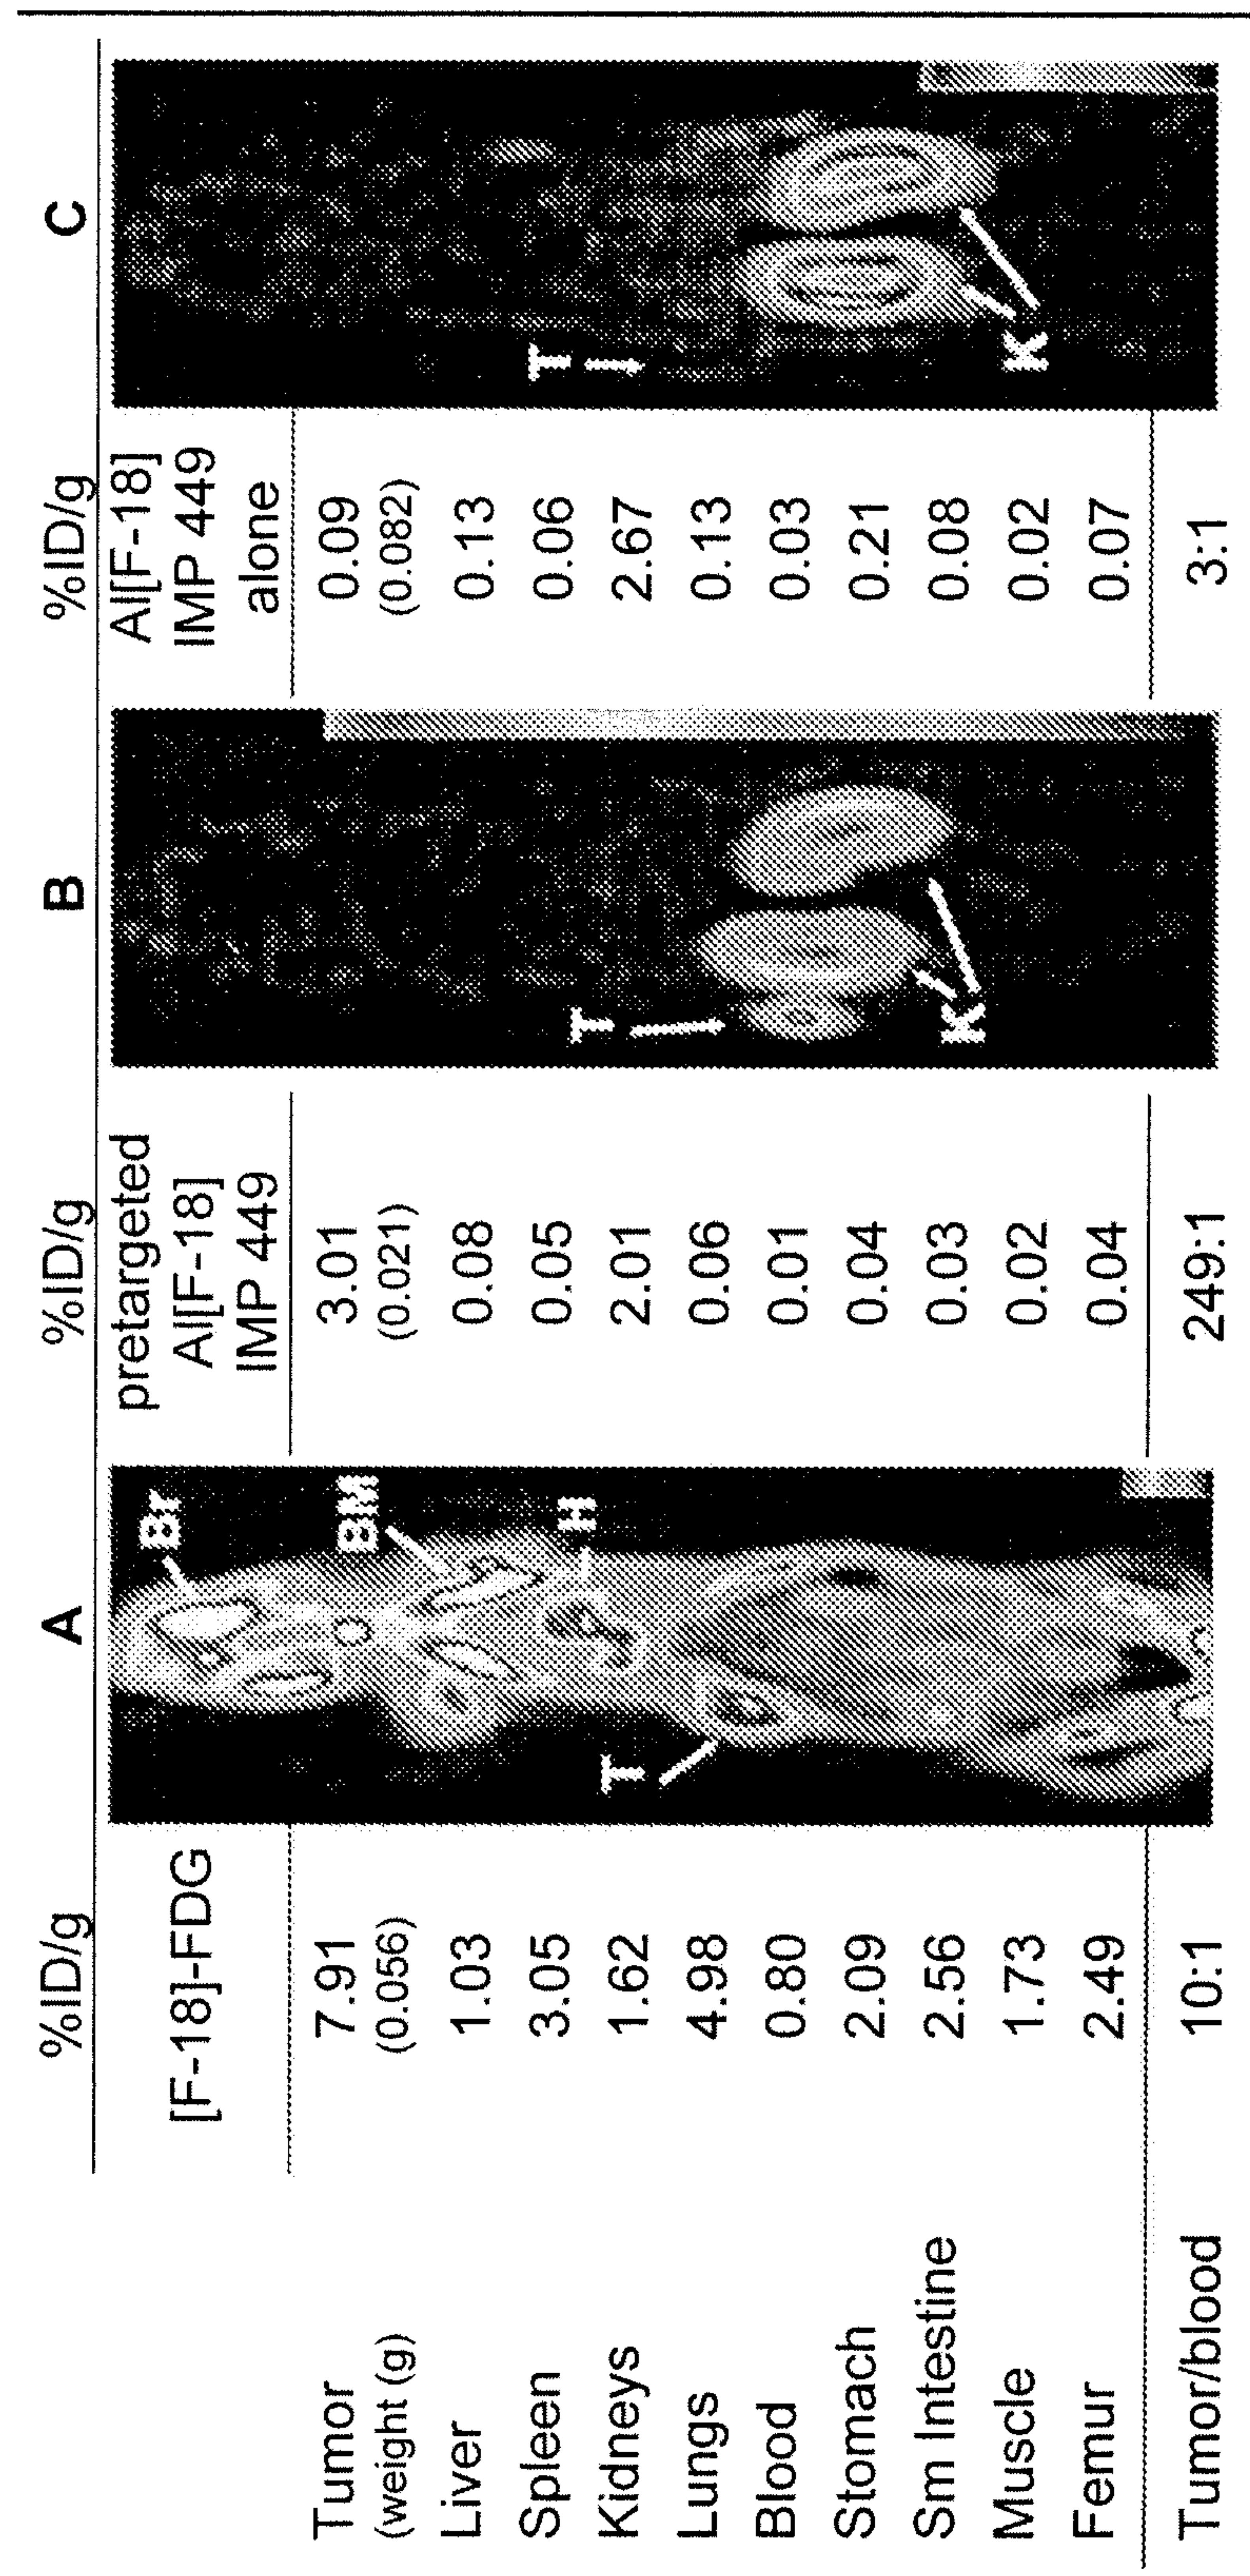 %ID/g A %ID/g B %ID/g C
[F-18]-FDG pretargeted Al[F-18] IMP 449 Al[F-18] IMP 449 alone
Tumor 7.91 3.01 0.09
(weight (g) (0.056) (0.021) (0.082)
Liver 1.03 0.08 0.13
Spleen 3.05 0.05 0.06
Kidneys 1.62 2.01 2.67
Lungs 4.98 0.06 0.13
Blood 0.80 0.01 0.03
Stomach 2.09 0.04 0.21
Sm Intestine 2.56 0.03 0.08
Muscle 1.73 0.02 0.02
Femur 2.49 0.04 0.07
Tumor/blood 10:1 249:1 3:1
Br
BM
H
T
T
K
T
K